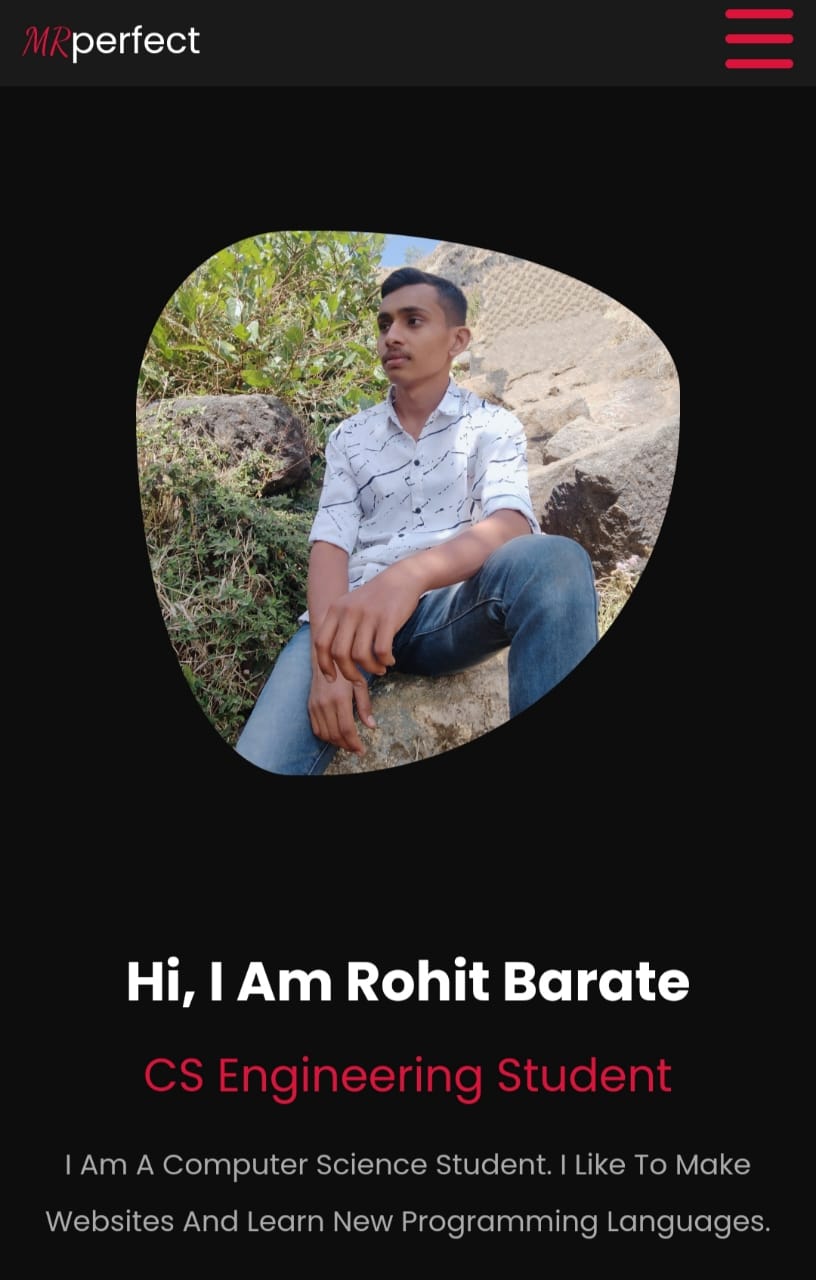 MRperfect
Hi, I Am Rohit Barate
CS Engineering Student
I Am A Computer Science Student. I Like To Make
Websites And Learn New Programming Languages.